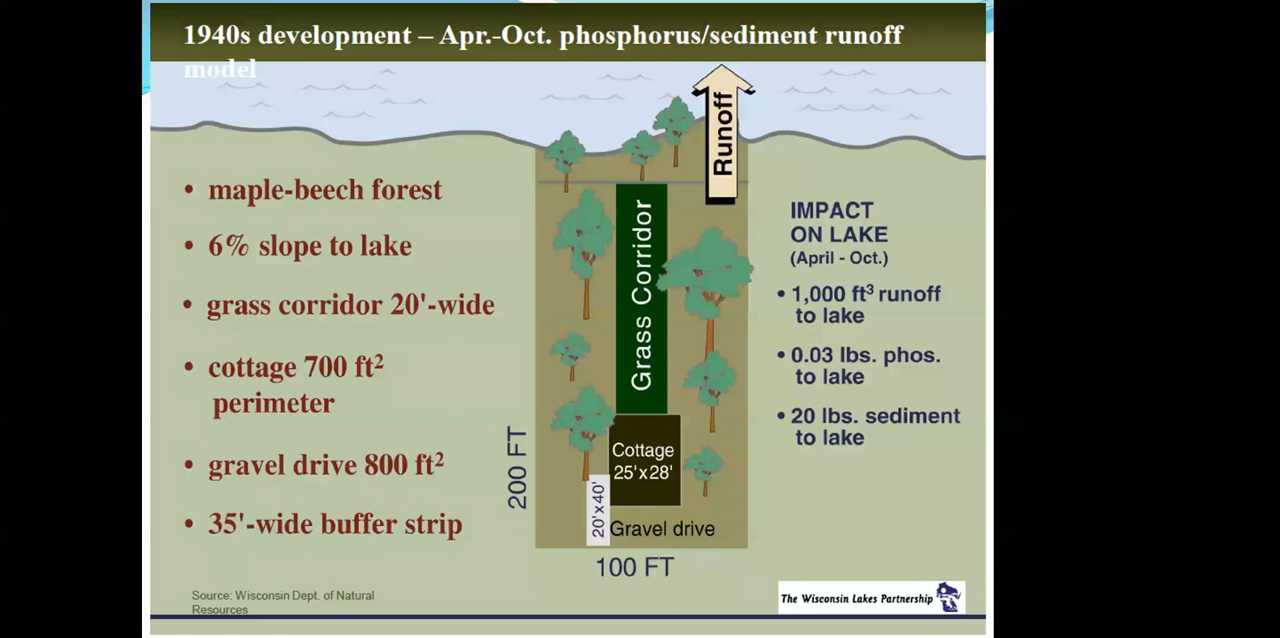 1940s development – Apr.-Oct. phosphorus/sediment runoff
model
• maple-beech forest
• 6% slope to lake
• grass corridor 20'-wide
• cottage 700 ft²
perimeter
• gravel drive 800 ft²
• 35'-wide buffer strip
Runoff
Grass Corridor
Cottage
25'x28'
20'x40'
Gravel drive
200 FT
100 FT
IMPACT
ON LAKE
(April - Oct.)
• 1,000 ft³ runoff
to lake
• 0.03 lbs. phos.
to lake
• 20 lbs. sediment
to lake
Source: Wisconsin Dept. of Natural
Resources
The Wisconsin Lakes Partnership